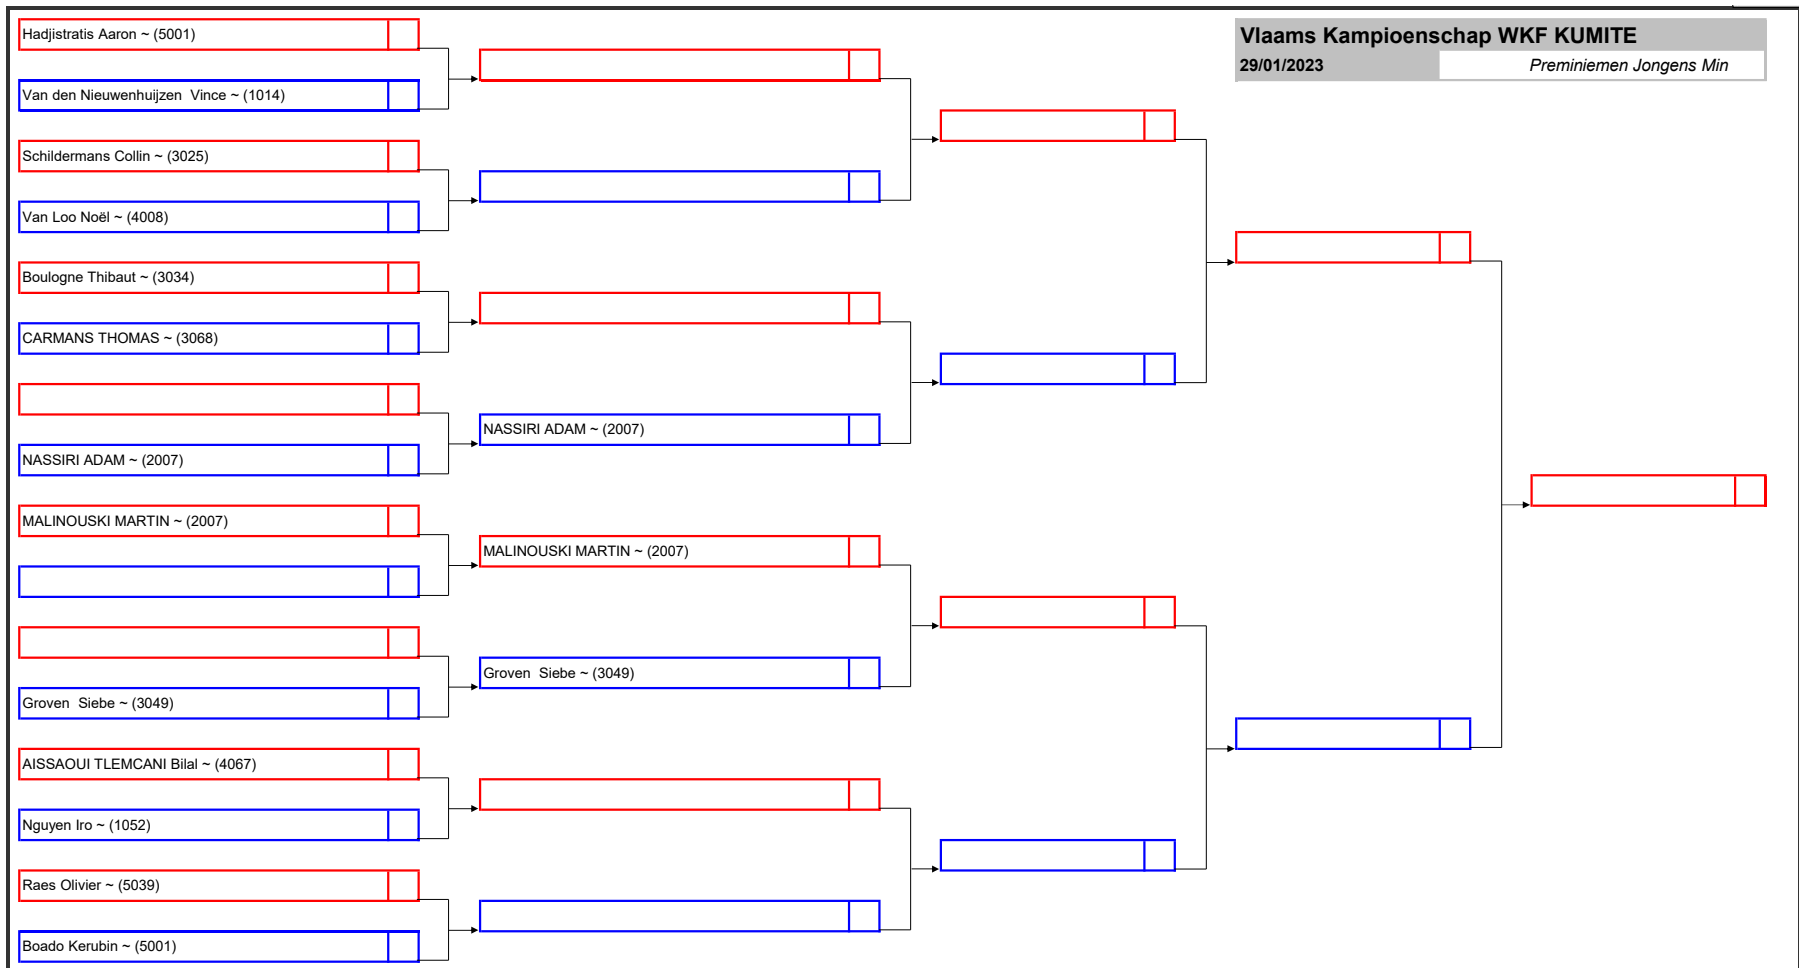 Vlaams Kampioenschap WKF KUMITE
29/01/2023 Preminiemen Jongens Min
Hadjistratis Aaron ~ (5001)
Van den Nieuwenhuijzen  Vince ~ (1014)
Schildermans Collin ~ (3025)
Van Loo Noël ~ (4008)
Boulogne Thibaut ~ (3034)
CARMANS THOMAS ~ (3068)
NASSIRI ADAM ~ (2007)
MALINOUSKI MARTIN ~ (2007)
Groven  Siebe ~ (3049)
AISSAOUI TLEMCANI Bilal ~ (4067)
Nguyen Iro ~ (1052)
Raes Olivier ~ (5039)
Boado Kerubin ~ (5001)
NASSIRI ADAM ~ (2007)
MALINOUSKI MARTIN ~ (2007)
Groven  Siebe ~ (3049)